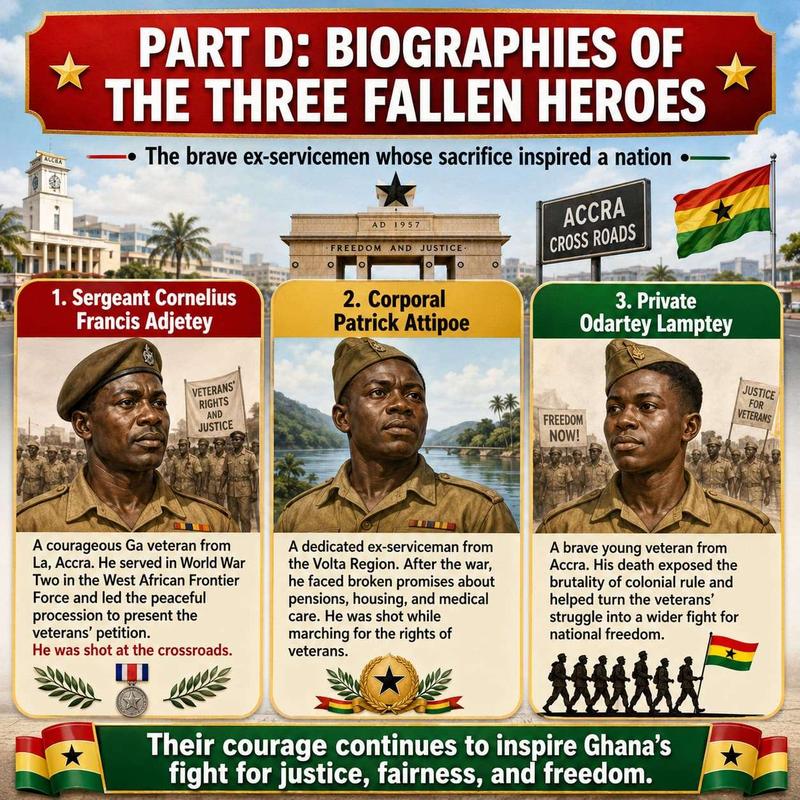 PART D: BIOGRAPHIES OF
THE THREE FALLEN HEROES
The brave ex-servicemen whose sacrifice inspired a nation
ACCRA
AD 1957
FREEDOM AND JUSTICE
ACCRA
CROSS ROADS
1. Sergeant Cornelius
Francis Adjetey
VETERANS'
RIGHTS
AND
JUSTICE
A courageous Ga veteran from
La, Accra. He served in World War
Two in the West African Frontier
Force and led the peaceful
procession to present the
veterans' petition.
He was shot at the crossroads.
2. Corporal
Patrick Attipoe
A dedicated ex-serviceman from
the Volta Region. After the war,
he faced broken promises about
pensions, housing, and medical
care. He was shot while
marching for the rights of
veterans.
3. Private
Odartey Lamptey
FREEDOM
NOW!
JUSTICE
FOR
VETERANS
A brave young veteran from
Accra. His death exposed the
brutality of colonial rule and
helped turn the veterans'
struggle into a wider fight for
national freedom.
Their courage continues to inspire Ghana's
fight for justice, fairness, and freedom.